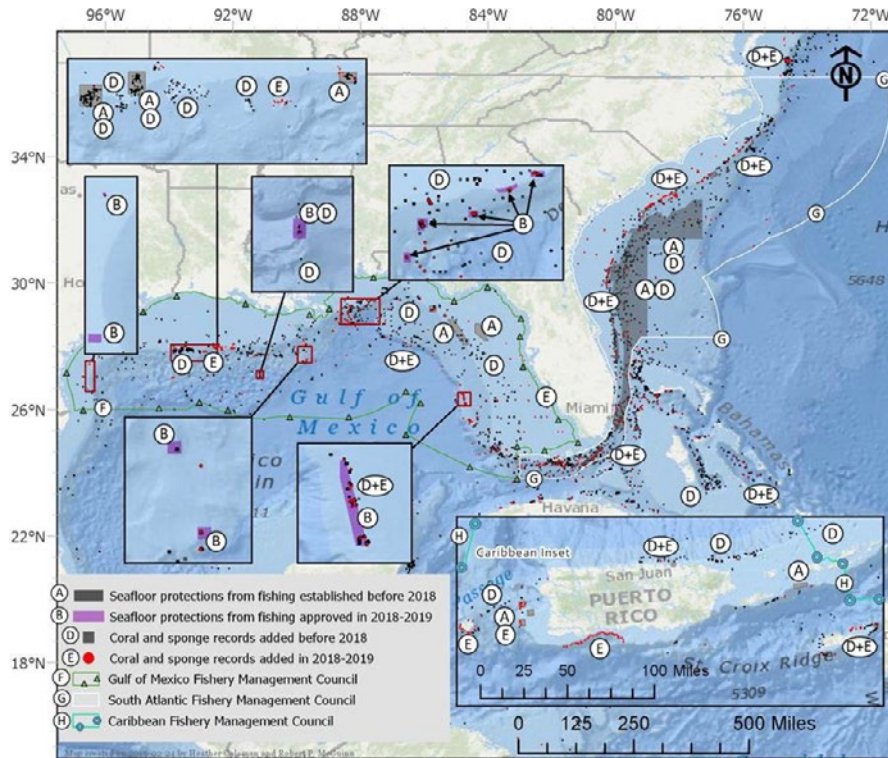 96°W
92°W
88°W
84°W
80°W
76°W
72°W
34°N
30°N
26°N
22°N
18°N
N
D
D
E
A
A
D
A
D
D
B
B
B D
D
D
B
D
D+E
D+E
D+E
G
D+E
G
A
D
A D
D+E
G
D
A
A
D
D+E
D E
F
E
Miami
Gulf of
Mexico
Bahamas
D+E
G
D
D+E
Havana
B
B
D+E
B
5648
Caribbean Inset
H
D+E
D
D
A
H
San Juan
PUERTO
RICO
D
A
E
E
E
D+E
St. Croix Ridge
5309
0 25 50 100 Miles
0 125 250 500 Miles
A Seafloor protections from fishing established before 2018
B Seafloor protections from fishing approved in 2018-2019
D Coral and sponge records added before 2018
E Coral and sponge records added in 2018-2019
F Gulf of Mexico Fishery Management Council
G South Atlantic Fishery Management Council
H Caribbean Fishery Management Council